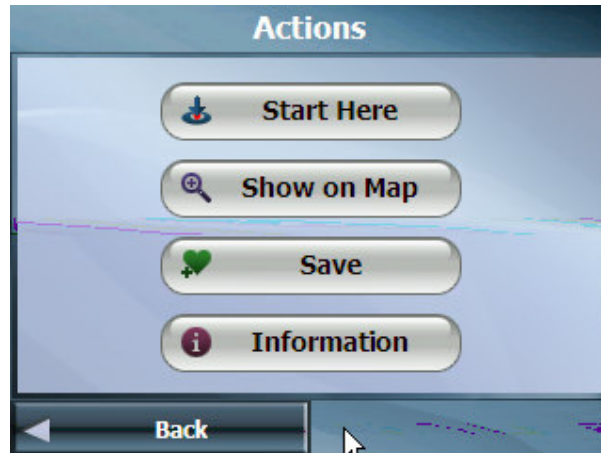 Actions
Start Here
Show on Map
Save
Information
Back